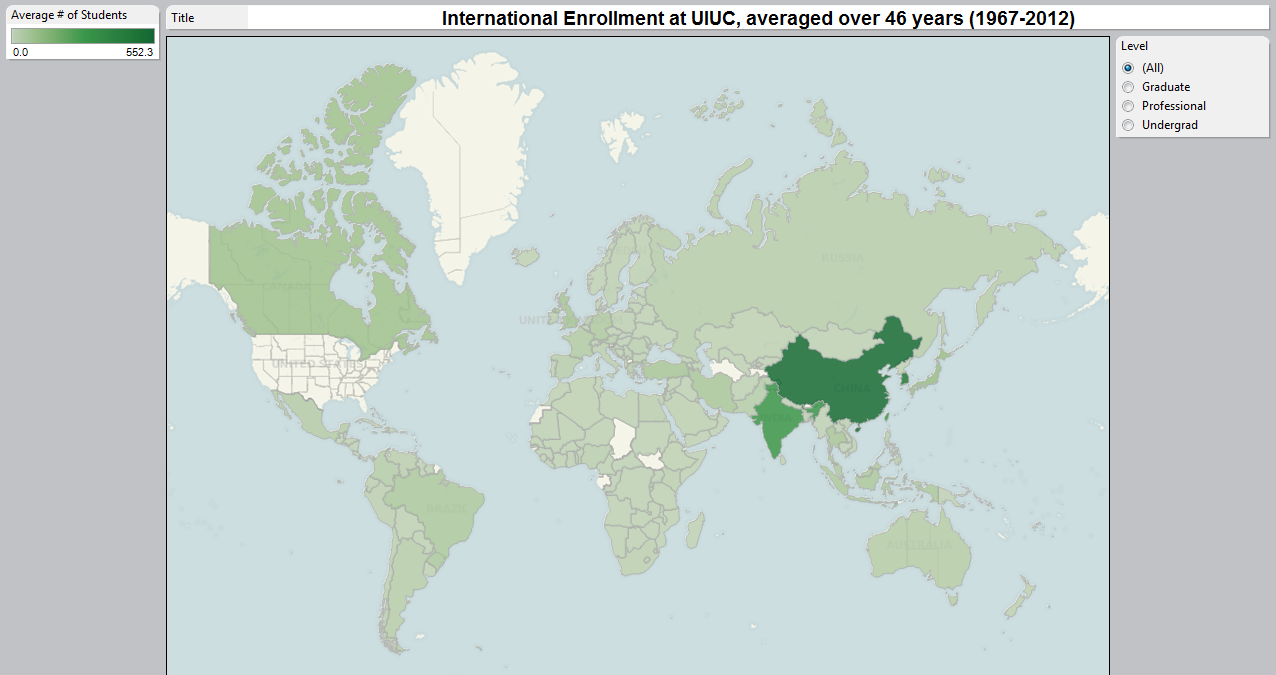 Average # of Students
0.0 552.3
Title
International Enrollment at UIUC, averaged over 46 years (1967-2012)
Level
(All)
Graduate
Professional
Undergrad
CANADA
RUSSIA
UNITED STATES
CHINA
INDIA
BRAZIL
AUSTRALIA